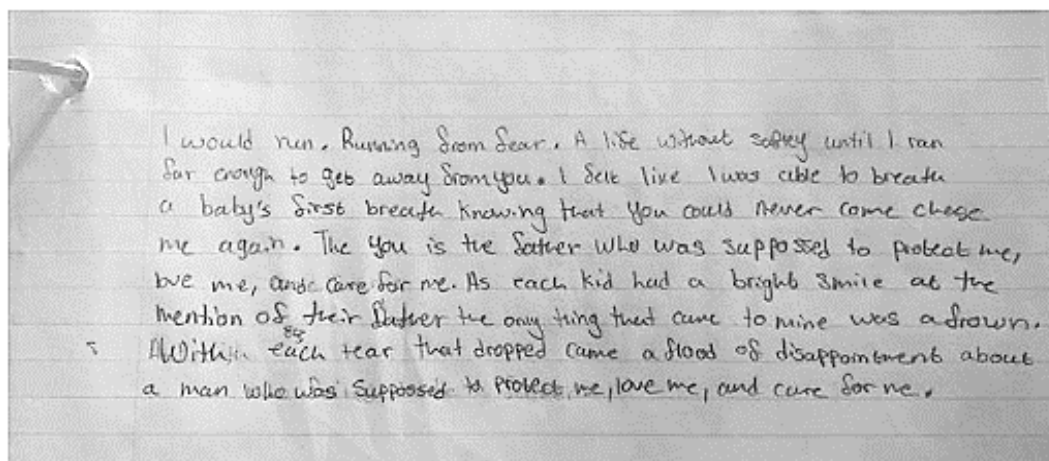 I would run. Running from fear. A life without saftey until I ran
far enough to get away from you. I felt like I was able to breath
a baby's first breath knowing that you could never come chase
me again. The you is the father who was suppossed to protect me,
love me, and care for me. As each kid had a bright smile at the
mention of their father the only thing that came to mine was a frown.
With each tear that dropped came a flood of disappointment about
a man who was suppossed to protect me, love me, and care for me.